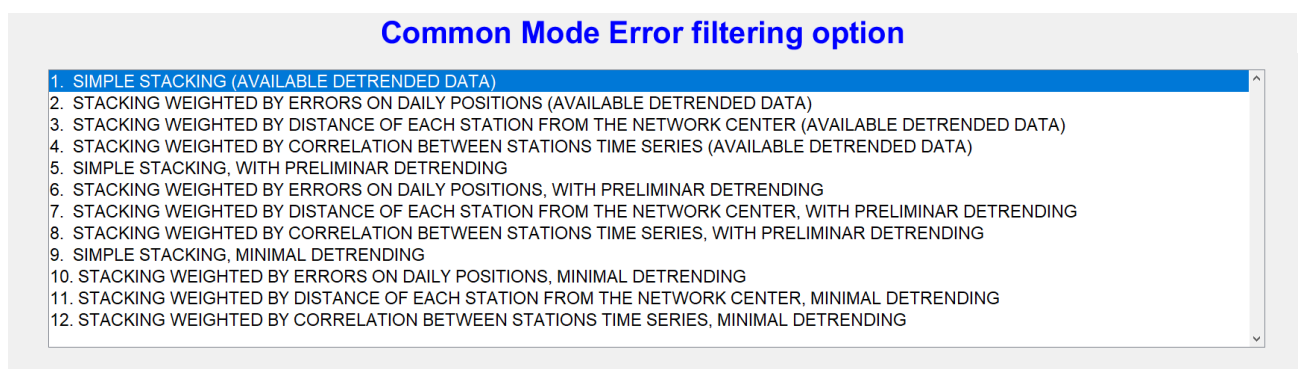 Common Mode Error filtering option
1. SIMPLE STACKING (AVAILABLE DETRENDED DATA)
2. STACKING WEIGHTED BY ERRORS ON DAILY POSITIONS (AVAILABLE DETRENDED DATA)
3. STACKING WEIGHTED BY DISTANCE OF EACH STATION FROM THE NETWORK CENTER (AVAILABLE DETRENDED DATA)
4. STACKING WEIGHTED BY CORRELATION BETWEEN STATIONS TIME SERIES (AVAILABLE DETRENDED DATA)
5. SIMPLE STACKING, WITH PRELIMINAR DETRENDING
6. STACKING WEIGHTED BY ERRORS ON DAILY POSITIONS, WITH PRELIMINAR DETRENDING
7. STACKING WEIGHTED BY DISTANCE OF EACH STATION FROM THE NETWORK CENTER, WITH PRELIMINAR DETRENDING
8. STACKING WEIGHTED BY CORRELATION BETWEEN STATIONS TIME SERIES, WITH PRELIMINAR DETRENDING
9. SIMPLE STACKING, MINIMAL DETRENDING
10. STACKING WEIGHTED BY ERRORS ON DAILY POSITIONS, MINIMAL DETRENDING
11. STACKING WEIGHTED BY DISTANCE OF EACH STATION FROM THE NETWORK CENTER, MINIMAL DETRENDING
12. STACKING WEIGHTED BY CORRELATION BETWEEN STATIONS TIME SERIES, MINIMAL DETRENDING